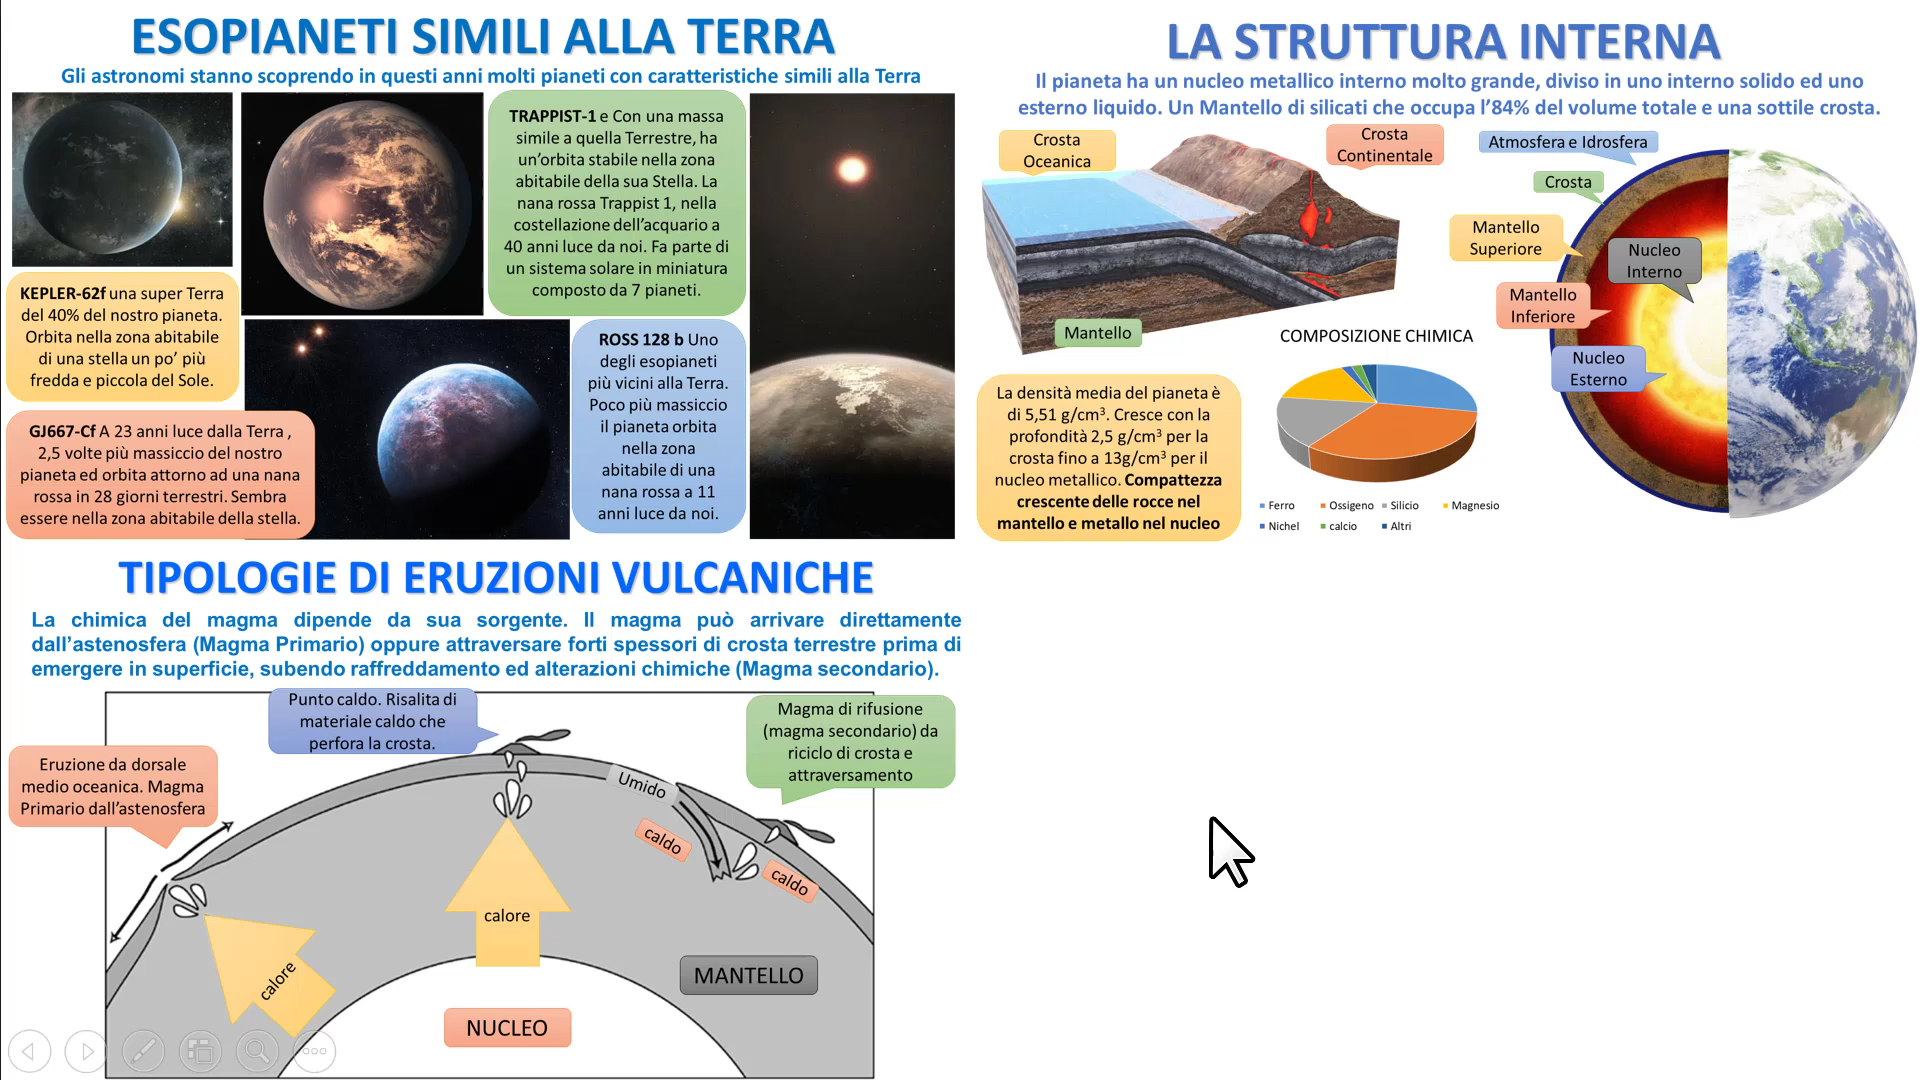 ESOPIANETI SIMILI ALLA TERRA
Gli astronomi stanno scoprendo in questi anni molti pianeti con caratteristiche simili alla Terra
TRAPPIST-1 e Con una massa
simile a quella Terrestre, ha
un'orbita stabile nella zona
abitabile della sua Stella. La
nana rossa Trappist 1, nella
costellazione dell'acquario a
40 anni luce da noi. Fa parte di
un sistema solare in miniatura
composto da 7 pianeti.
KEPLER-62f una super Terra
del 40% del nostro pianeta.
Orbita nella zona abitabile
di una stella un po' più
fredda e piccola del Sole.
ROSS 128 b Uno
degli esopianeti
più vicini alla Terra.
Poco più massiccio
il pianeta orbita
nella zona
abitabile di una
nana rossa a 11
anni luce da noi.
GJ667-Cf A 23 anni luce dalla Terra ,
2,5 volte più massiccio del nostro
pianeta ed orbita attorno ad una nana
rossa in 28 giorni terrestri. Sembra
essere nella zona abitabile della stella.
LA STRUTTURA INTERNA
Il pianeta ha un nucleo metallico interno molto grande, diviso in uno interno solido ed uno
esterno liquido. Un Mantello di silicati che occupa l'84% del volume totale e una sottile crosta.
Crosta
Oceanica
Crosta
Continentale
Mantello
Atmosfera e Idrosfera
Crosta
Mantello
Superiore
Nucleo
Interno
Mantello
Inferiore
Nucleo
Esterno
La densità media del pianeta è
di 5,51 g/cm³. Cresce con la
profondità 2,5 g/cm³ per la
crosta fino a 13g/cm³ per il
nucleo metallico. Compattezza
crescente delle rocce nel
mantello e metallo nel nucleo
COMPOSIZIONE CHIMICA
Ferro Ossigeno Silicio Magnesio
Nichel calcio Altri
TIPOLOGIE DI ERUZIONI VULCANICHE
La chimica del magma dipende da sua sorgente. Il magma può arrivare direttamente
dall'astenosfera (Magma Primario) oppure attraversare forti spessori di crosta terrestre prima di
emergere in superficie, subendo raffreddamento ed alterazioni chimiche (Magma secondario).
Punto caldo. Risalita di
materiale caldo che
perfora la crosta.
Magma di rifusione
(magma secondario) da
riciclo di crosta e
attraversamento
Eruzione da dorsale
medio oceanica. Magma
Primario dall'astenosfera
Umido
caldo
caldo
calore
calore
MANTELLO
NUCLEO